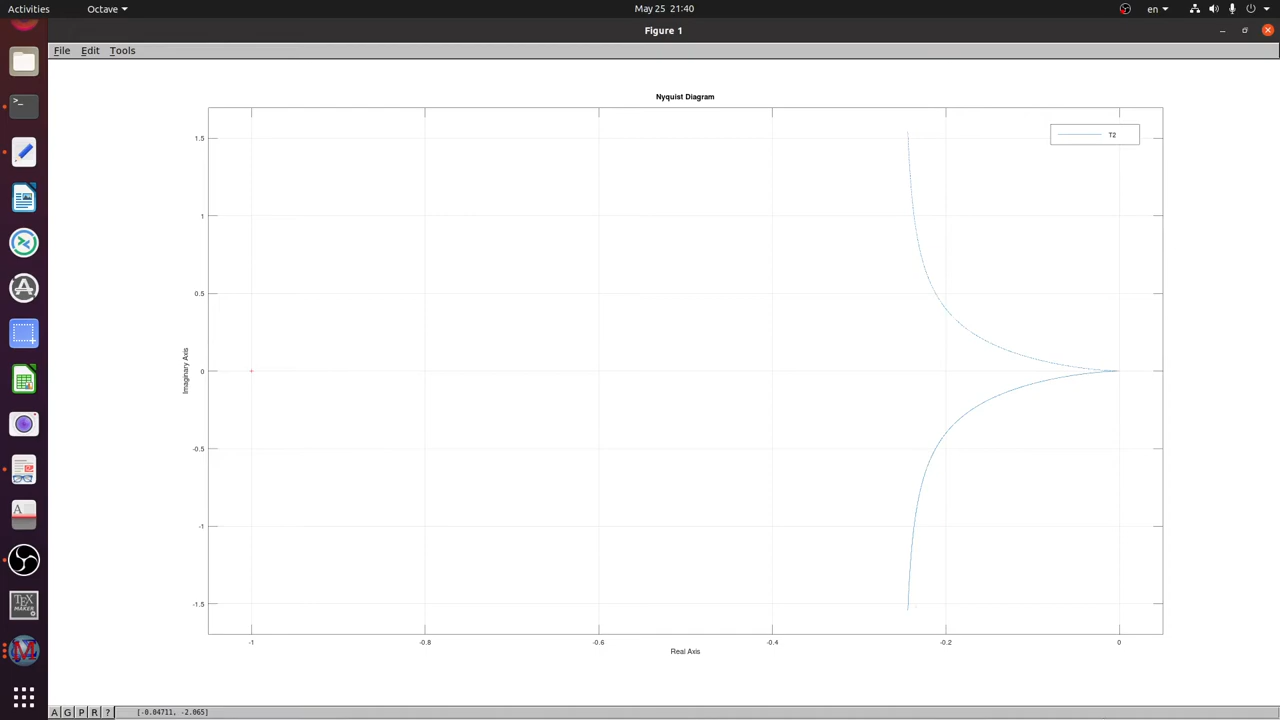 Activities Octave May 25 21:40 en
Figure 1
File Edit Tools
Nyquist Diagram
T2
1.5
1
0.5
0
-0.5
-1
-1.5
Imaginary Axis
-1 -0.8 -0.6 -0.4 -0.2 0
Real Axis
A G P R ? [-0.04711, -2.065]
>_
A
A
TEX
MAKER
M